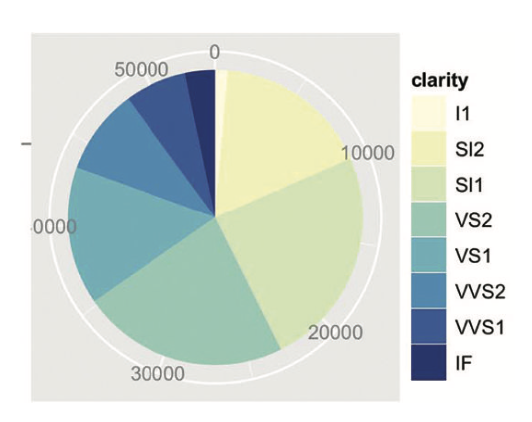 0
50000
10000
0000
20000
30000
clarity
I1
SI2
SI1
VS2
VS1
VVS2
VVS1
IF